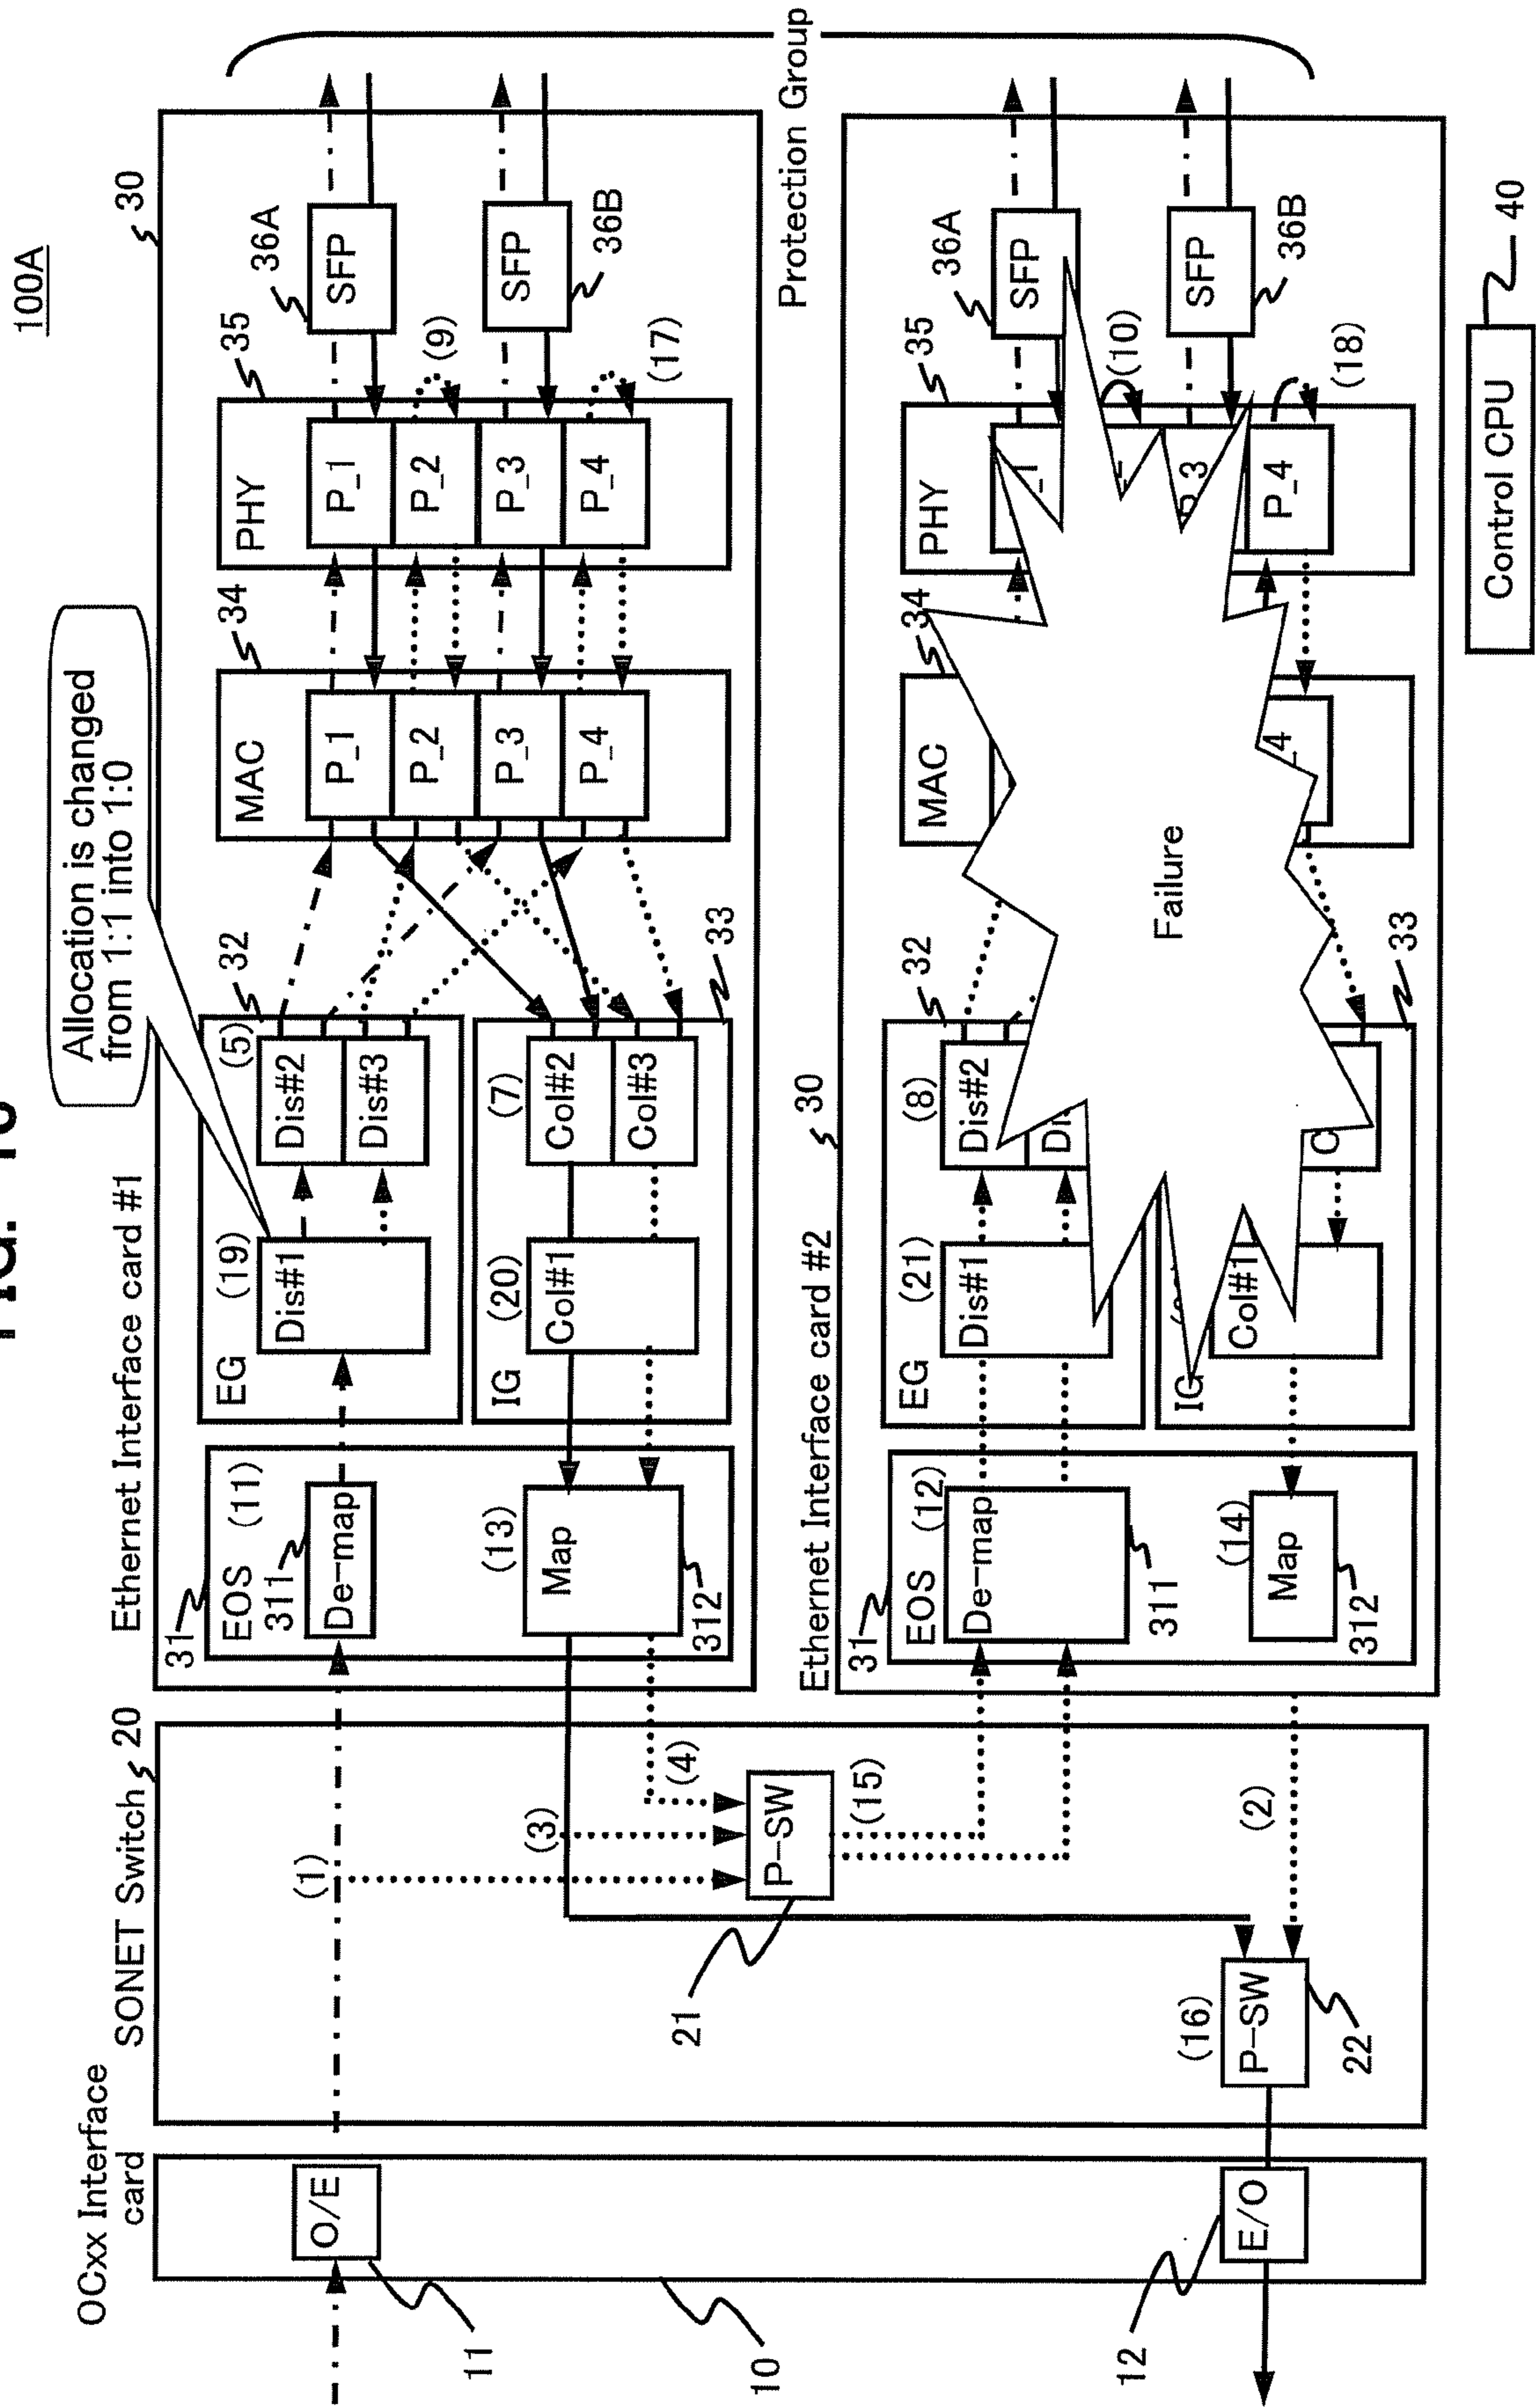 100A
Allocation is changed
from 1:1 into 1:0
OCxx Interface
card
O/E
11
10
E/O
12
SONET Switch
20
(1)
(3)
(4)
P-SW
(15)
21
(2)
(16)
P-SW
22
Ethernet Interface card #1
30
31
EOS
(11)
311
De-map
(13)
Map
312
EG
(19)
Dis#1
(5)
32
Dis#2
Dis#3
IG
(20)
Col#1
(7)
Col#2
Col#3
33
MAC
34
P_1
P_2
P_3
P_4
PHY
35
P_1
P_2
P_3
P_4
(9)
(17)
36A
SFP
SFP
36B
Protection Group
Ethernet Interface card #2
30
31
EOS
(12)
De-map
311
(14)
Map
312
EG
(21)
Dis#1
(8)
32
Dis#2
IG
Col#1
33
Failure
MAC
34
PHY
35
P_4
(10)
(18)
36A
SFP
SFP
36B
Control CPU
40